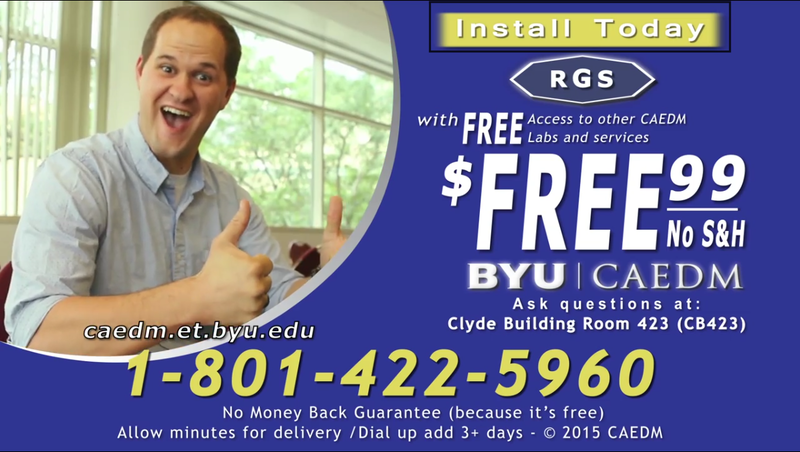 Install Today
RGS
with FREE Access to other CAEDM
Labs and services
$FREE99
No S&H
BYU | CAEDM
Ask questions at:
Clyde Building Room 423 (CB423)
caedm.et.byu.edu
1-801-422-5960
No Money Back Guarantee (because it's free)
Allow minutes for delivery /Dial up add 3+ days - © 2015 CAEDM